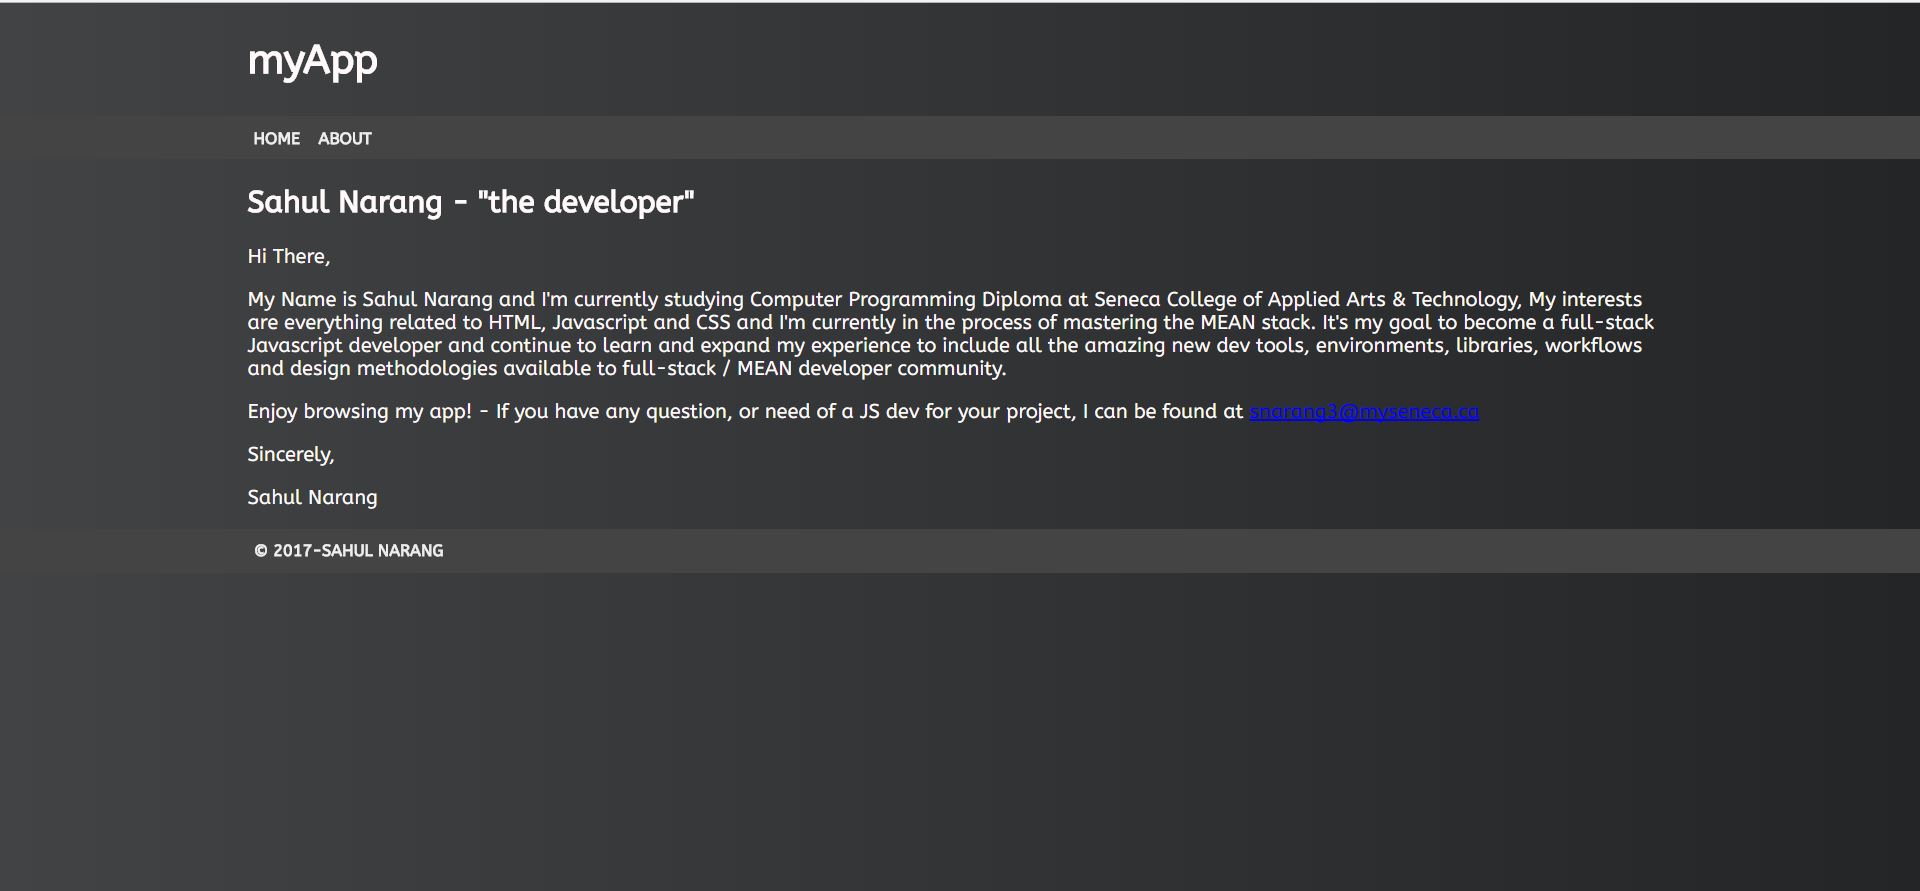 myApp
HOME ABOUT
Sahul Narang - "the developer"
Hi There,
My Name is Sahul Narang and I'm currently studying Computer Programming Diploma at Seneca College of Applied Arts & Technology, My interests
are everything related to HTML, Javascript and CSS and I'm currently in the process of mastering the MEAN stack. It's my goal to become a full-stack
Javascript developer and continue to learn and expand my experience to include all the amazing new dev tools, environments, libraries, workflows
and design methodologies available to full-stack / MEAN developer community.
Enjoy browsing my app! - If you have any question, or need of a JS dev for your project, I can be found at snarang3@myseneca.ca
Sincerely,
Sahul Narang
© 2017-SAHUL NARANG